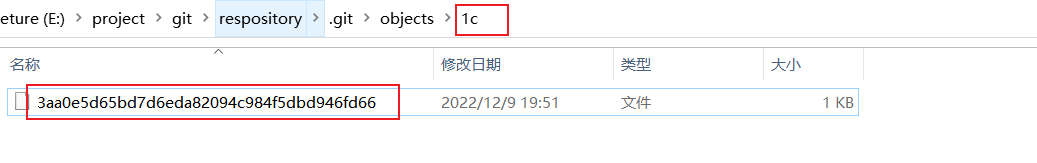 eture (E:) > project > git > respository > .git > objects > 1c
名称 修改日期 类型 大小
3aa0e5d65bd7d6eda82094c984f5dbd946fd66 2022/12/9 19:51 文件 1 KB